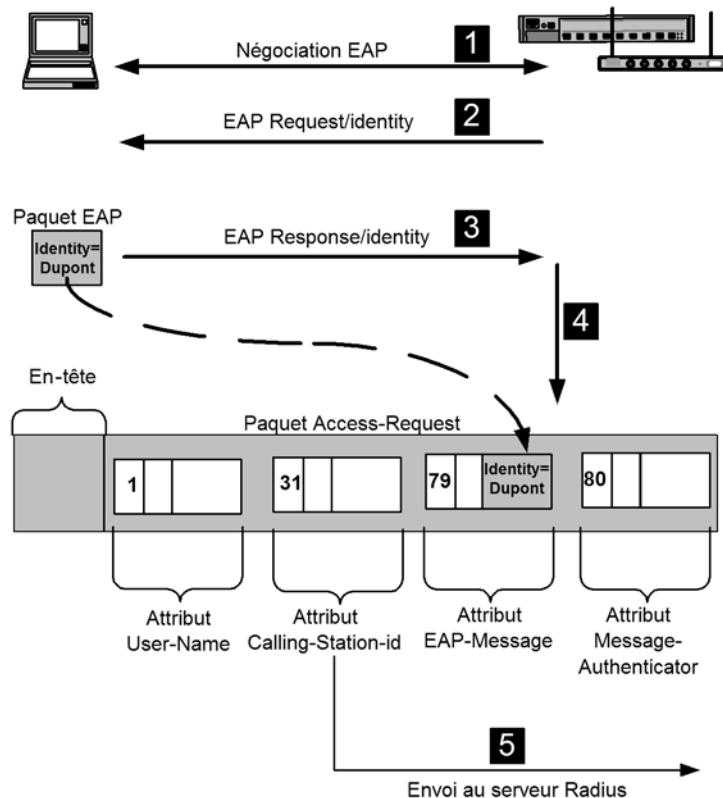 Négociation EAP
1
EAP Request/identity
2
Paquet EAP
Identity=
Dupont
EAP Response/identity
3
4
En-tête
Paquet Access-Request
1
31
79
Identity=
Dupont
80
Attribut
User-Name
Attribut
Calling-Station-id
Attribut
EAP-Message
Attribut
Message-
Authenticator
5
Envoi au serveur Radius